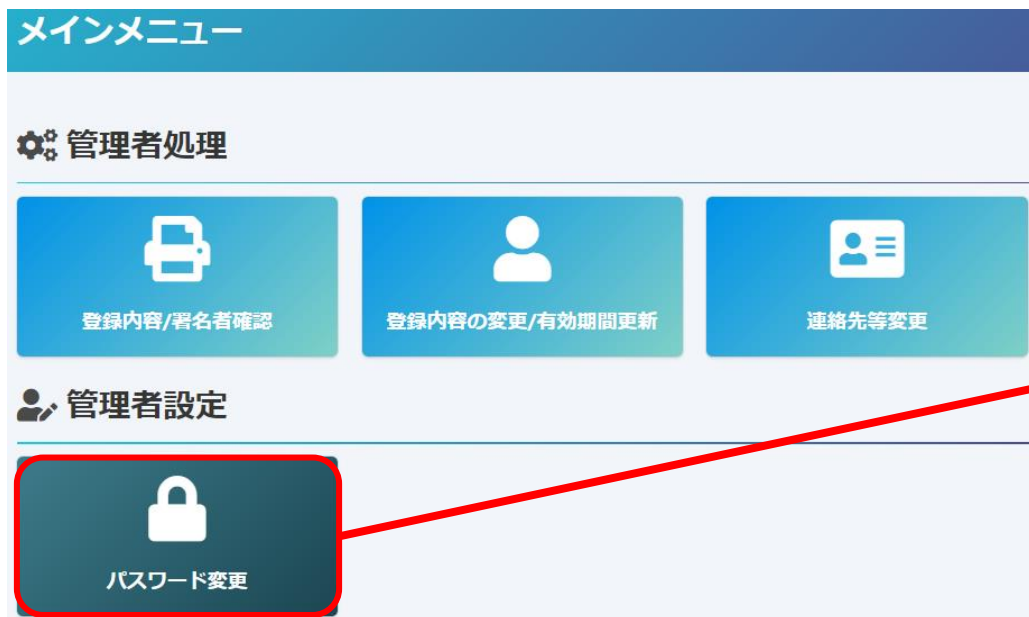 メインメニュー
管理者処理
登録内容/署名者確認
登録内容の変更/有効期間更新
連絡先等変更
管理者設定
パスワード変更